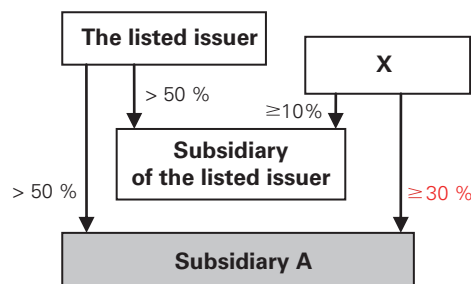 The listed issuer
X
> 50 %
≥10%
Subsidiary
of the listed issuer
> 50 %
≥30 %
Subsidiary A